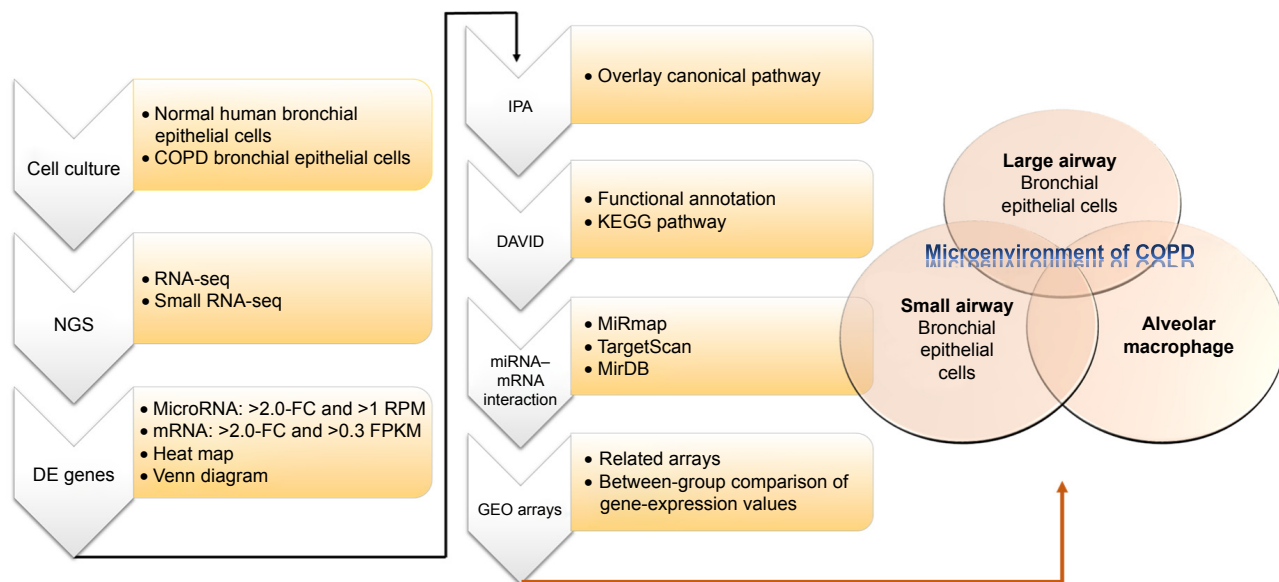 Cell culture
• Normal human bronchial
epithelial cells
• COPD bronchial epithelial cells
NGS
• RNA-seq
• Small RNA-seq
DE genes
• MicroRNA: >2.0-FC and >1 RPM
• mRNA: >2.0-FC and >0.3 FPKM
• Heat map
• Venn diagram
IPA
• Overlay canonical pathway
DAVID
• Functional annotation
• KEGG pathway
miRNA–
mRNA
interaction
• MiRmap
• TargetScan
• MirDB
GEO arrays
• Related arrays
• Between-group comparison of
gene-expression values
Large airway
Bronchial
epithelial cells
Microenvironment of COPD
Small airway
Bronchial
epithelial
cells
Alveolar
macrophage